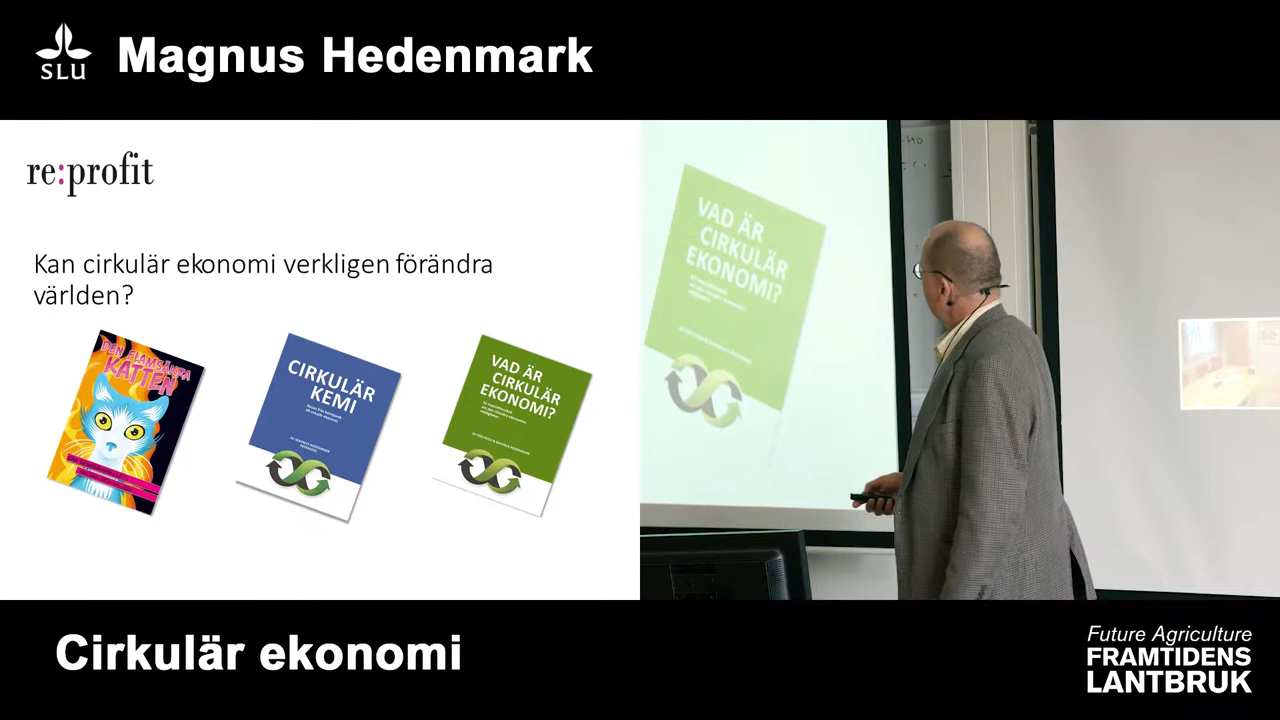 SLU
Magnus Hedenmark
re:profit
Kan cirkulär ekonomi verkligen förändra
världen?
DEN FLAMSÄKRA
KATTEN
CIRKULÄR
KEMI
VAD ÄR
CIRKULÄR
EKONOMI?
VAD ÄR
CIRKULÄR
EKONOMI?
Cirkulär ekonomi
Future Agriculture
FRAMTIDENS
LANTBRUK